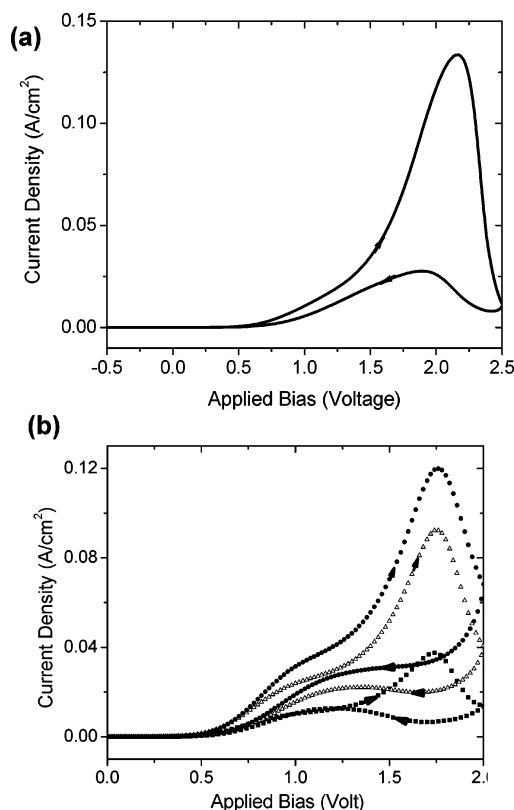 (a)
0.15
0.10
0.05
0.00
Current Density (A/cm²)
-0.5 0.0 0.5 1.0 1.5 2.0 2.5
Applied Bias (Voltage)
(b)
0.12
0.08
0.04
0.00
Current Density (A/cm²)
0.0 0.5 1.0 1.5 2.0
Applied Bias (Volt)